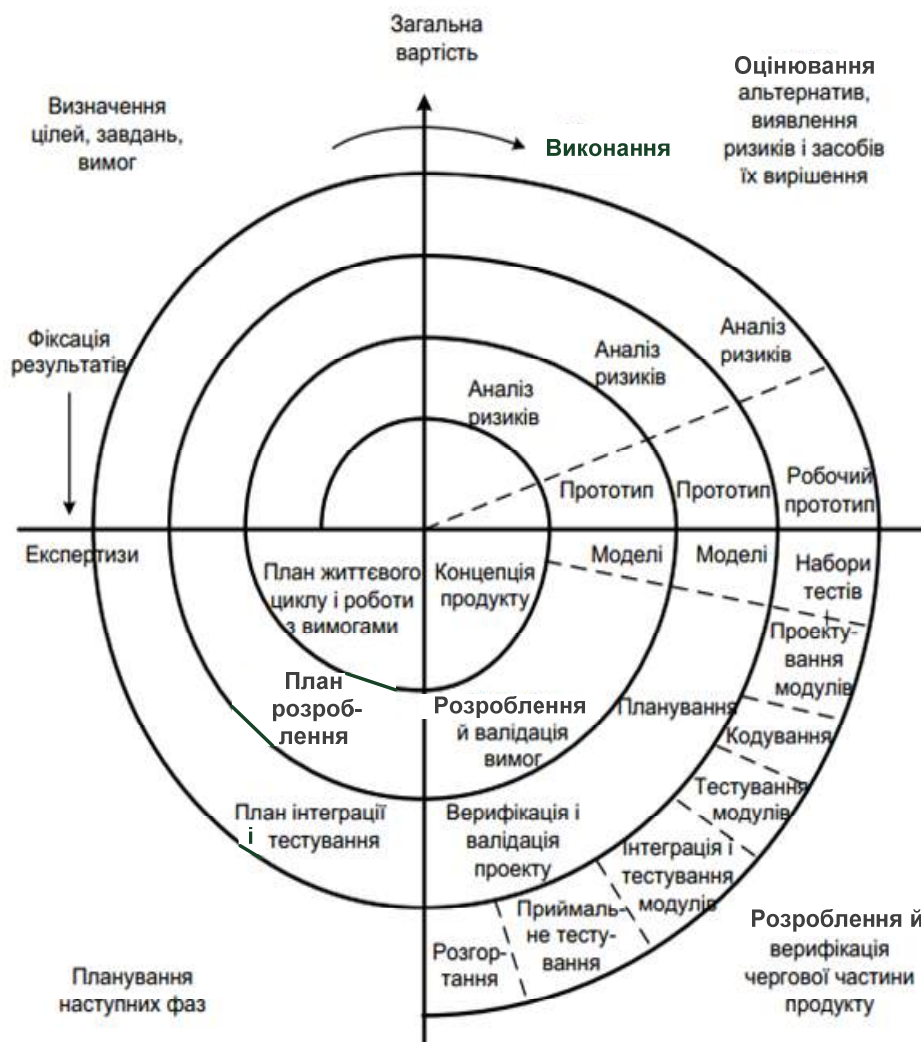 Загальна
вартість
Визначення
цілей, завдань,
вимог
Виконання
Оцінювання
альтернатив,
виявлення
ризиків і засобів
їх вирішення
Фіксація
результатів
Аналіз
ризиків
Аналіз
ризиків
Аналіз
ризиків
Прототип
Прототип
Робочий
прототип
Експертизи
План життєвого
циклу і роботи
з вимогами
Концепція
продукту
Моделі
Моделі
Набори
тестів
Проекту-
вання
модулів
План
розроб-
лення
Розроблення
й валідація
вимог
Планування
Кодування
Тестування
модулів
План інтеграції
і тестування
Верифікація і
валідація
проекту
Інтеграція і
тестування
модулів
Приймаль-
не тесту-
вання
Розгор-
тання
Розроблення й
верифікація
чергової частини
продукту
Планування
наступних фаз